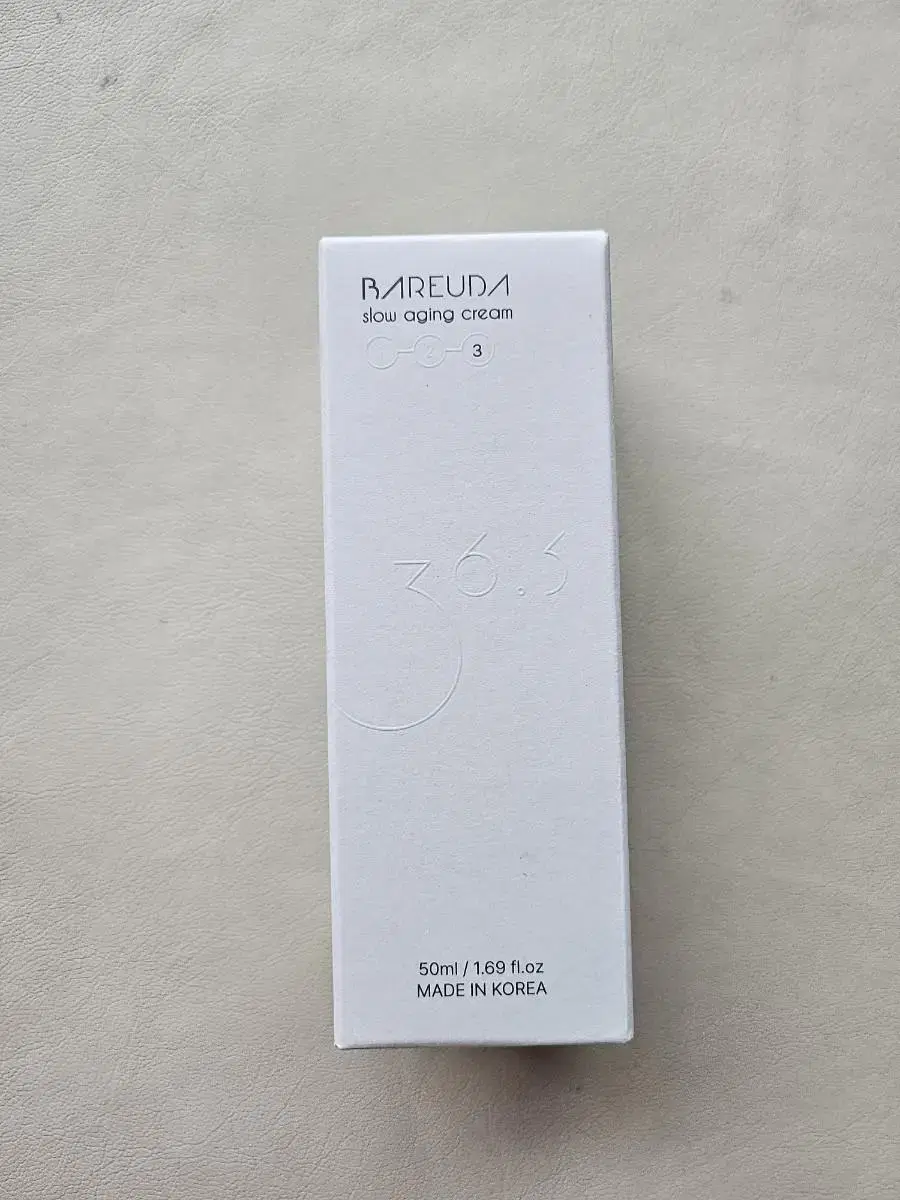 BAREUDA
slow aging cream
1 2 3
36.5
50ml / 1.69 fl.oz
MADE IN KOREA